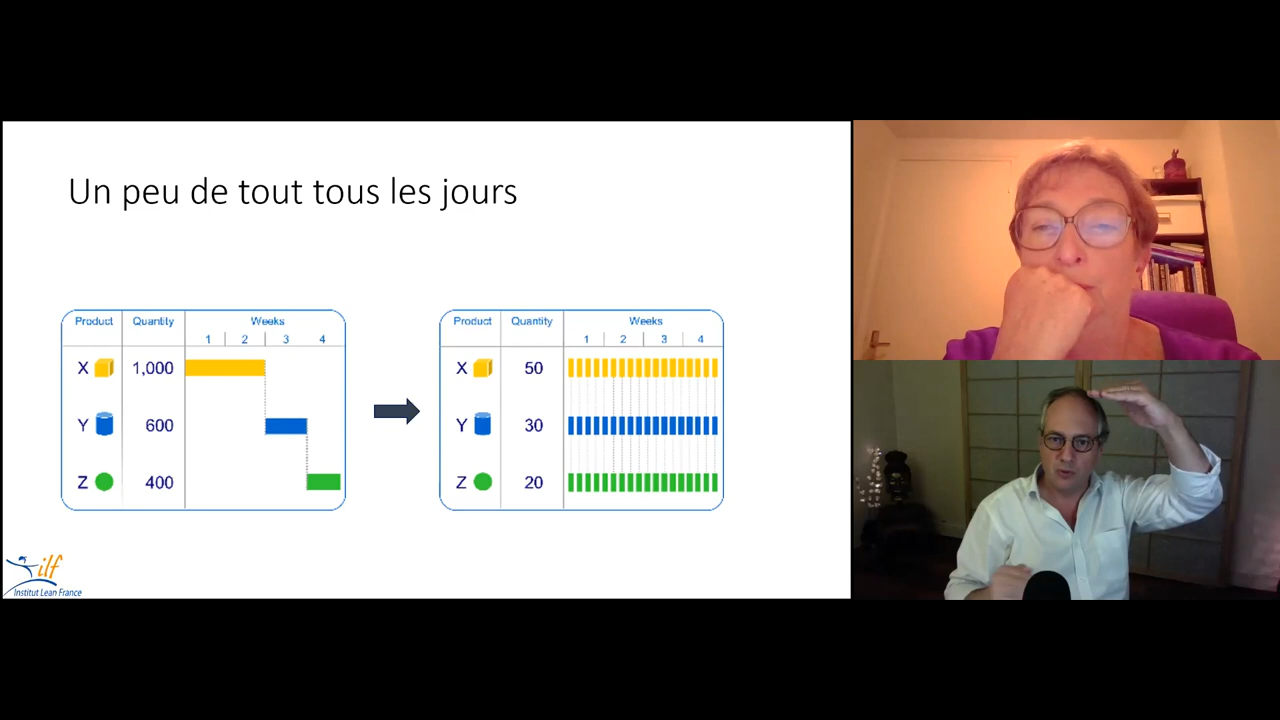 Un peu de tout tous les jours
Product Quantity Weeks
1 2 3 4
X 1,000
Y 600
Z 400
Product Quantity Weeks
1 2 3 4
X 50
Y 30
Z 20
ilf
Institut Lean France